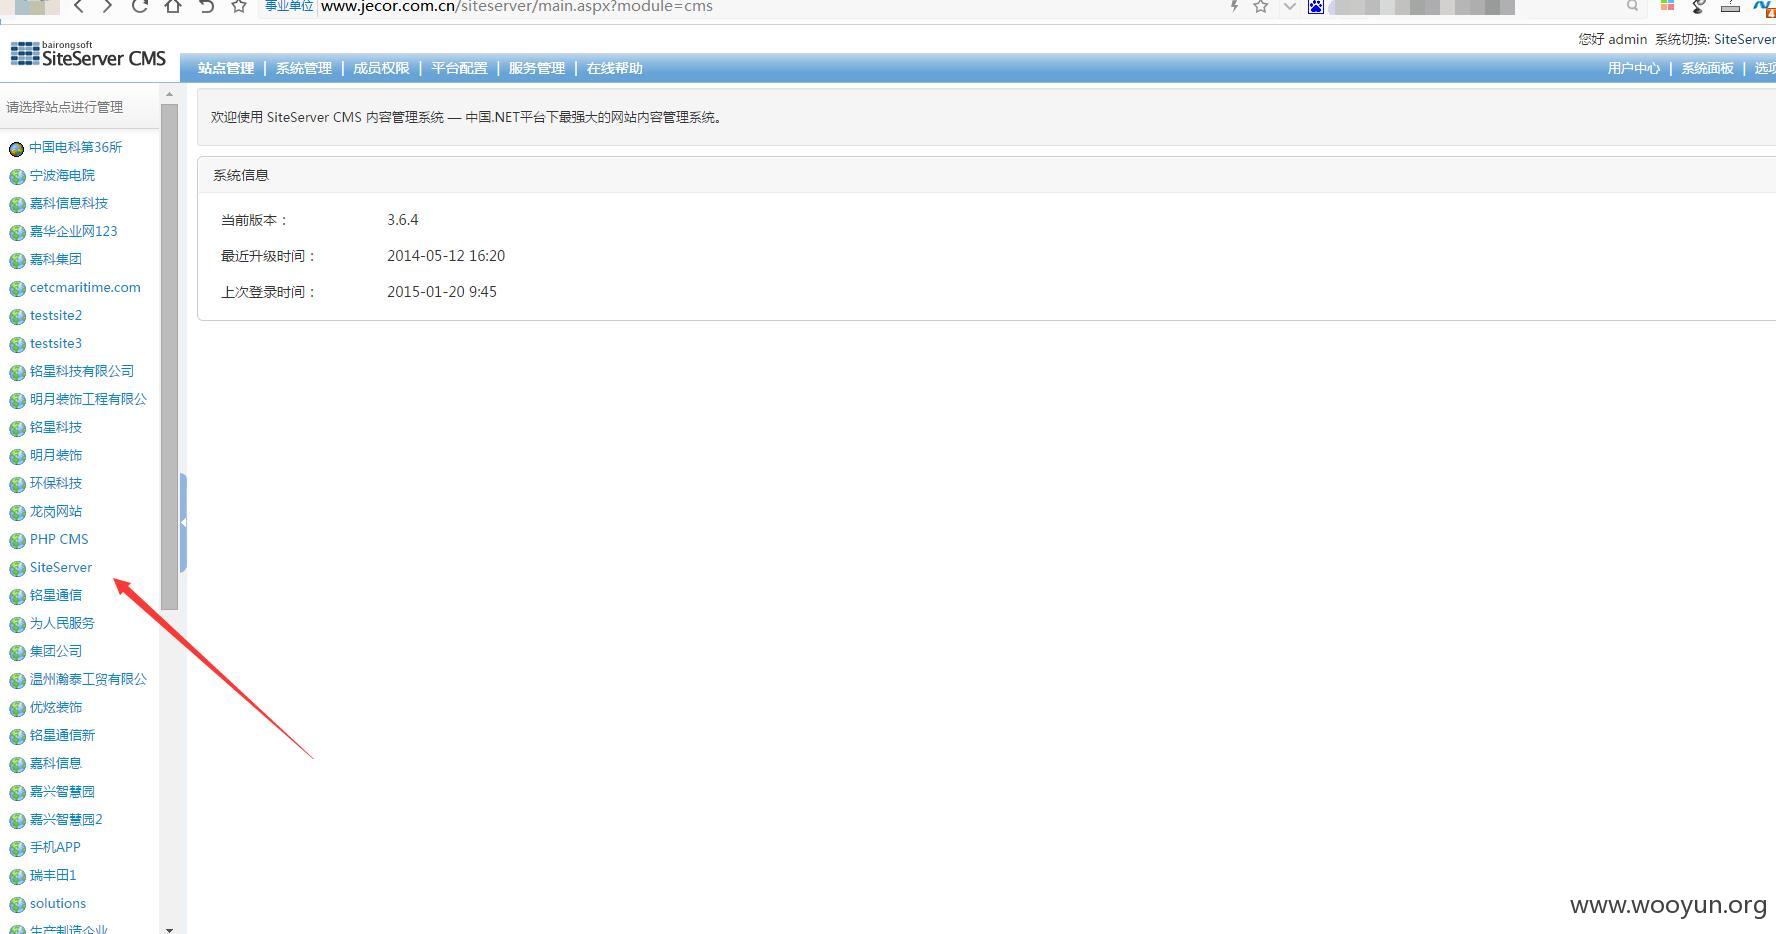 事业单位 www.jecor.com.cn/siteserver/main.aspx?module=cms
bairongsoft
SiteServer CMS
您好 admin 系统切换: SiteServer
站点管理 | 系统管理 | 成员权限 | 平台配置 | 服务管理 | 在线帮助
用户中心 | 系统面板 | 选项
请选择站点进行管理
欢迎使用 SiteServer CMS 内容管理系统 — 中国.NET平台下最强大的网站内容管理系统。
系统信息
当前版本： 3.6.4
最近升级时间： 2014-05-12 16:20
上次登录时间： 2015-01-20 9:45
中国电科第36所
宁波海电院
嘉科信息科技
嘉华企业网123
嘉科集团
cetcmaritime.com
testsite2
testsite3
铭星科技有限公司
明月装饰工程有限公
铭星科技
明月装饰
环保科技
龙岗网站
PHP CMS
SiteServer
铭星通信
为人民服务
集团公司
温州瀚泰工贸有限公
优炫装饰
铭星通信新
嘉科信息
嘉兴智慧园
嘉兴智慧园2
手机APP
瑞丰田1
solutions
生产制造企业
www.wooyun.org